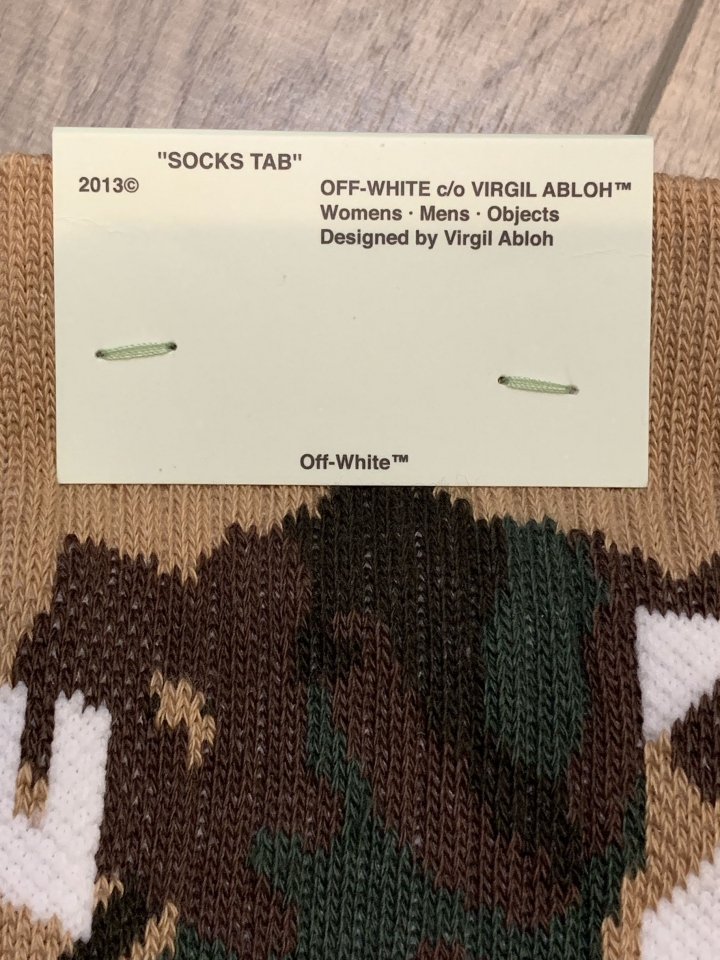 "SOCKS TAB"
2013©
OFF-WHITE c/o VIRGIL ABLOH™
Womens · Mens · Objects
Designed by Virgil Abloh
Off-White™